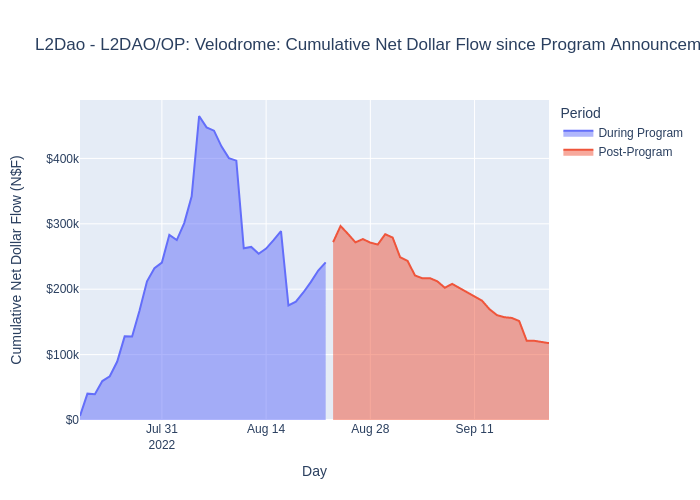 L2Dao - L2DAO/OP: Velodrome: Cumulative Net Dollar Flow since Program Announcem
Period
During Program
Post-Program
Cumulative Net Dollar Flow (N$F)
$400k
$300k
$200k
$100k
$0
Jul 31
2022
Aug 14
Aug 28
Sep 11
Day